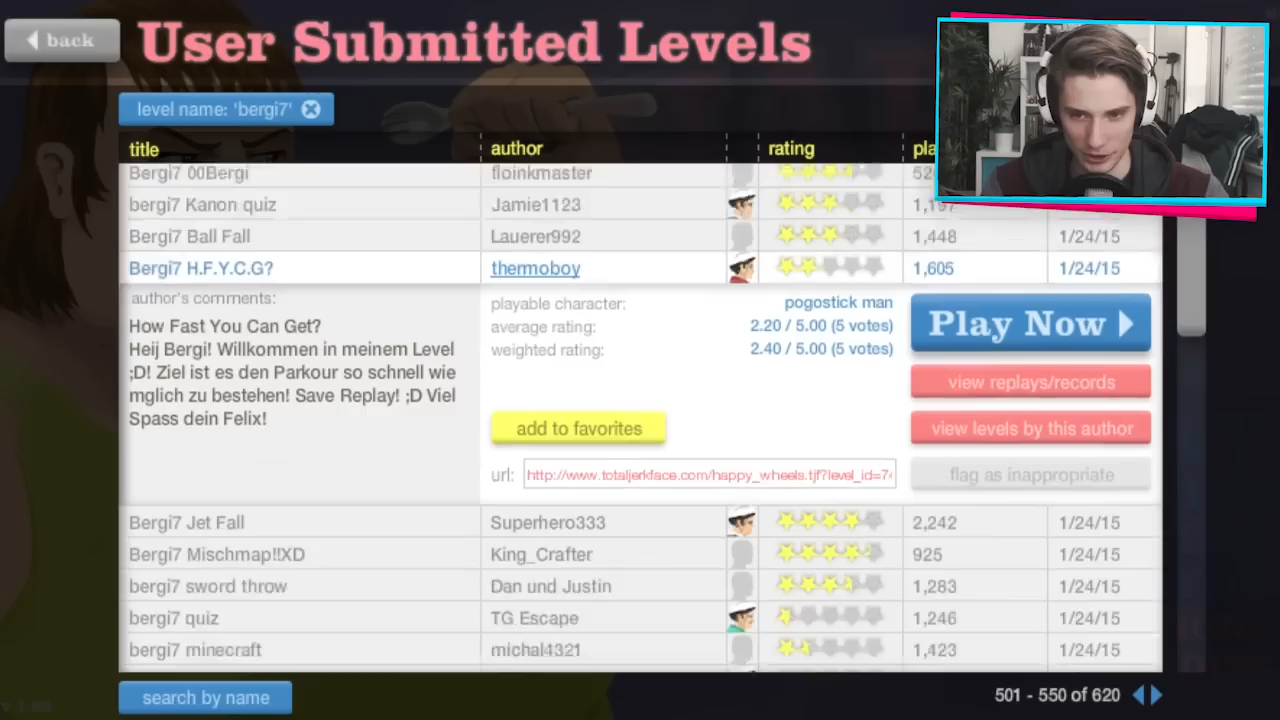 back
User Submitted Levels
level name: 'bergi7'
title author rating
Bergi7 00Bergi floinkmaster
bergi7 Kanon quiz Jamie1123 1,197
Bergi7 Ball Fall Lauerer992 1,448 1/24/15
Bergi7 H.F.Y.C.G? thermoboy 1,605 1/24/15
author's comments:
How Fast You Can Get?
Heij Bergi! Willkommen in meinem Level
;D! Ziel ist es den Parkour so schnell wie
mglich zu bestehen! Save Replay! ;D Viel
Spass dein Felix!
playable character: pogostick man
average rating: 2.20 / 5.00 (5 votes)
weighted rating: 2.40 / 5.00 (5 votes)
add to favorites
url: http://www.totaljerkface.com/happy_wheels.tjf?level_id=7
Play Now
view replays/records
view levels by this author
flag as inappropriate
Bergi7 Jet Fall Superhero333 2,242 1/24/15
Bergi7 Mischmap!!XD King_Crafter 925 1/24/15
bergi7 sword throw Dan und Justin 1,283 1/24/15
bergi7 quiz TG Escape 1,246 1/24/15
bergi7 minecraft michal4321 1,423 1/24/15
search by name
501 - 550 of 620